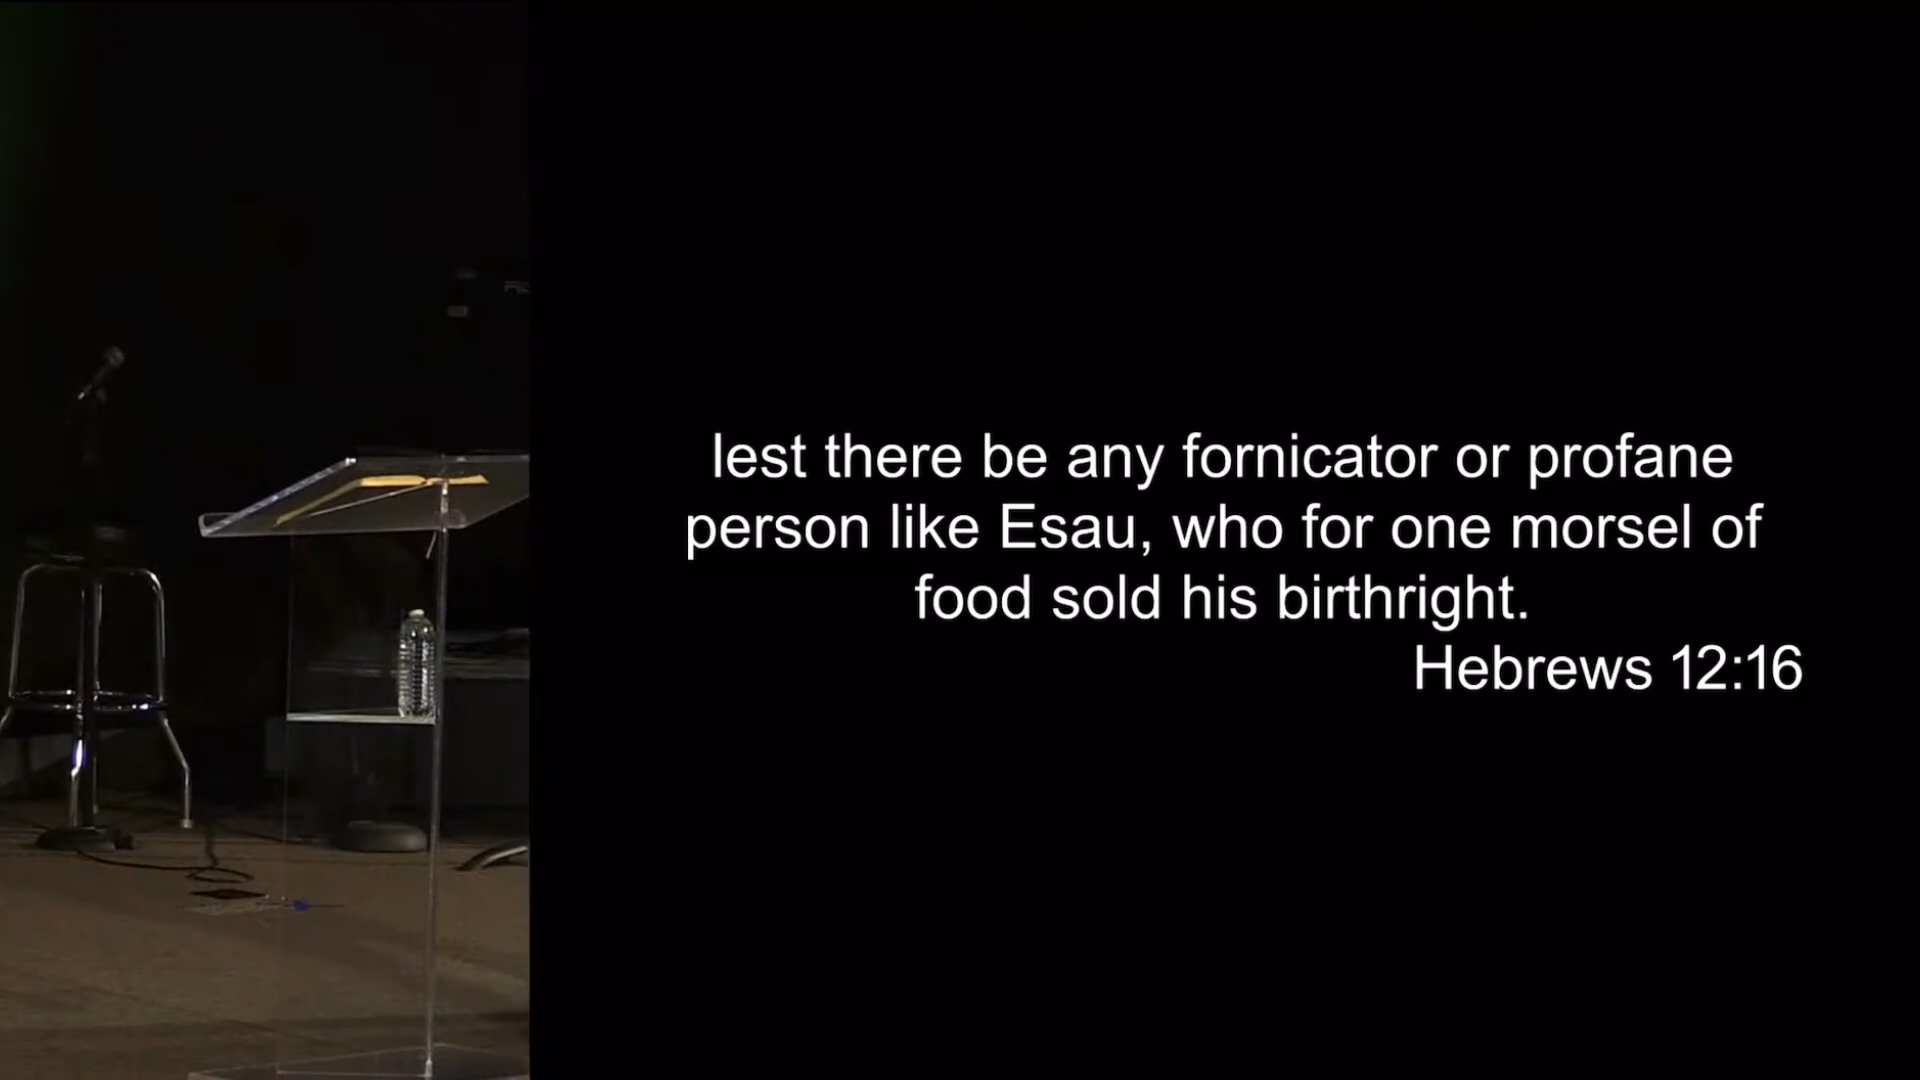 lest there be any fornicator or profane
person like Esau, who for one morsel of
food sold his birthright.
Hebrews 12:16